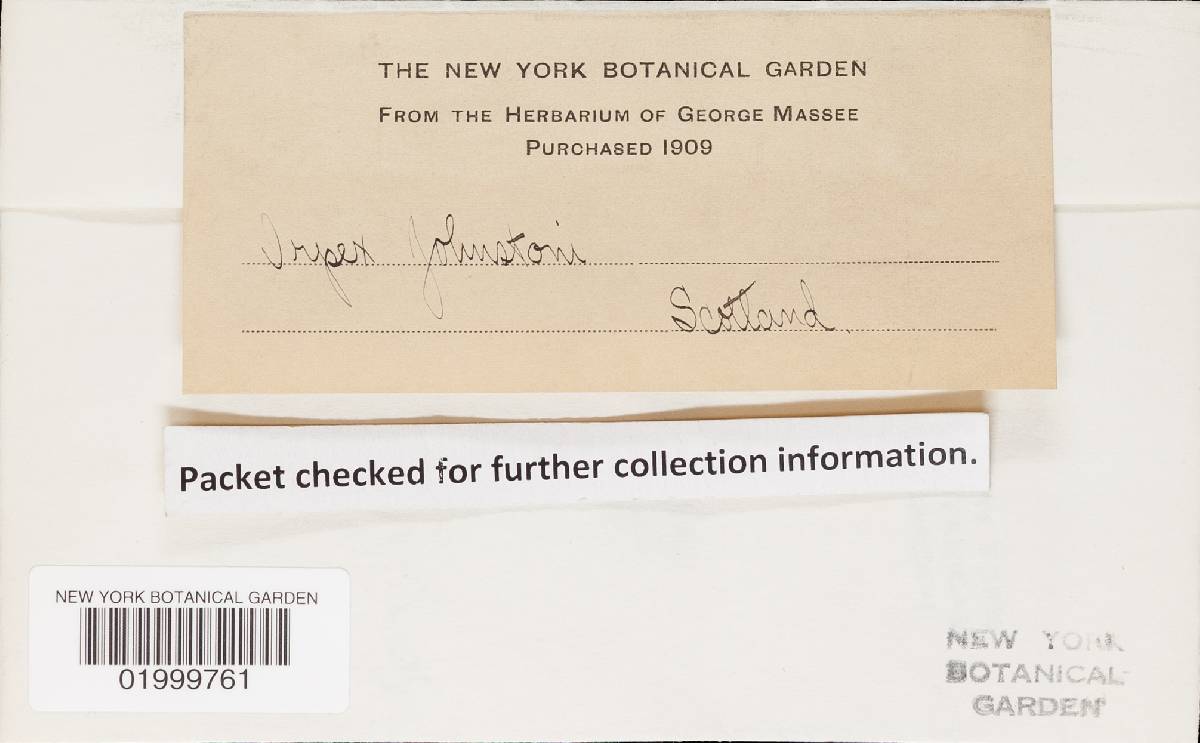 THE NEW YORK BOTANICAL GARDEN
FROM THE HERBARIUM OF GEORGE MASSEE
PURCHASED 1909
Irpex Johnstoni
Scotland.
Packet checked for further collection information.
NEW YORK BOTANICAL GARDEN
01999761
NEW YORK
BOTANICAL
GARDEN